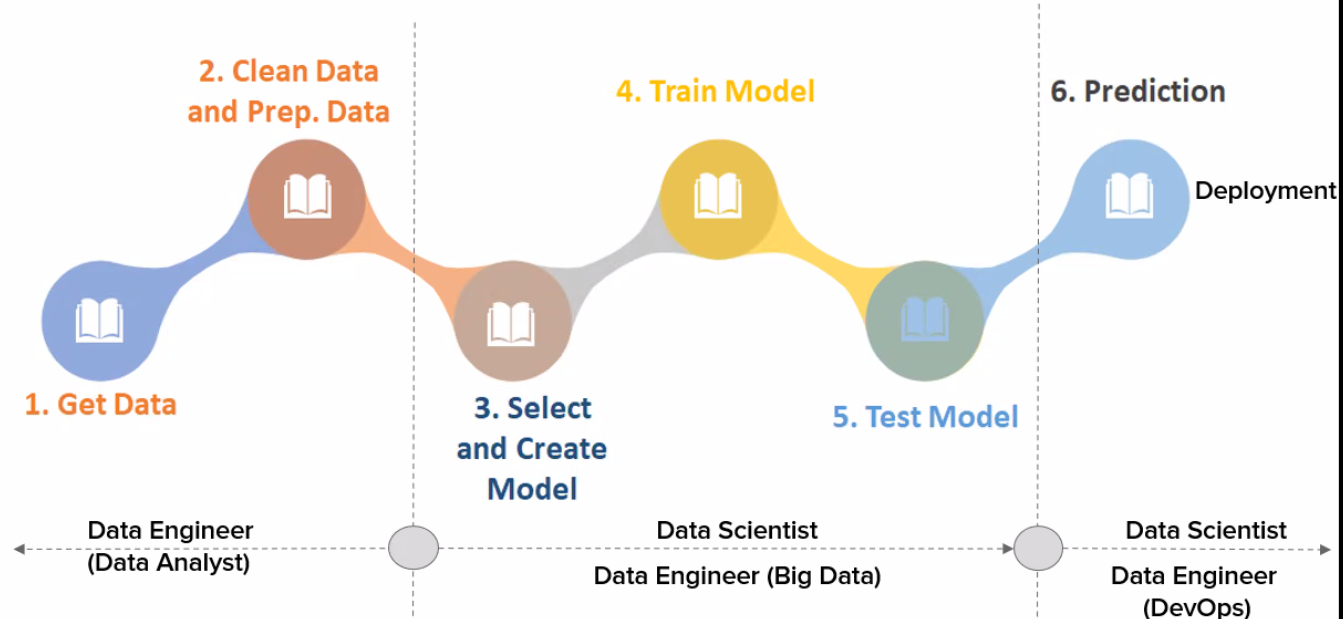 2. Clean Data
and Prep. Data
4. Train Model
6. Prediction
Deployment
1. Get Data
3. Select
and Create
Model
5. Test Model
Data Engineer
(Data Analyst)
Data Scientist
Data Engineer (Big Data)
Data Scientist
Data Engineer
(DevOps)